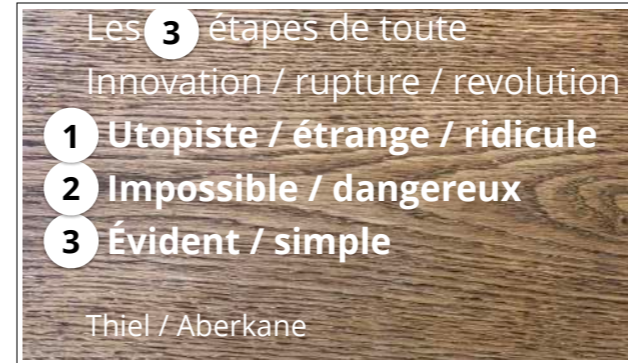 Les 3 étapes de toute
Innovation / rupture / revolution
1 Utopiste / étrange / ridicule
2 Impossible / dangereux
3 Évident / simple
Thiel / Aberkane